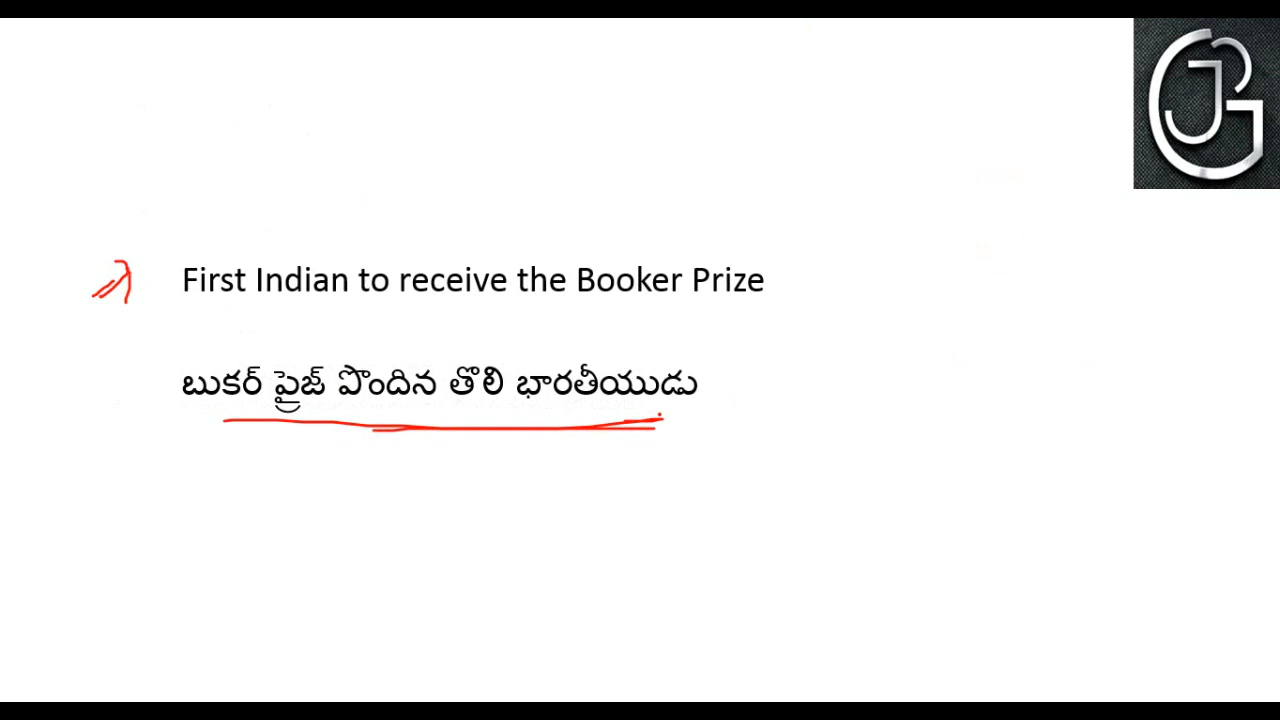 First Indian to receive the Booker Prize
బుకర్ ప్రైజ్ పొందిన తొలి భారతీయుడు